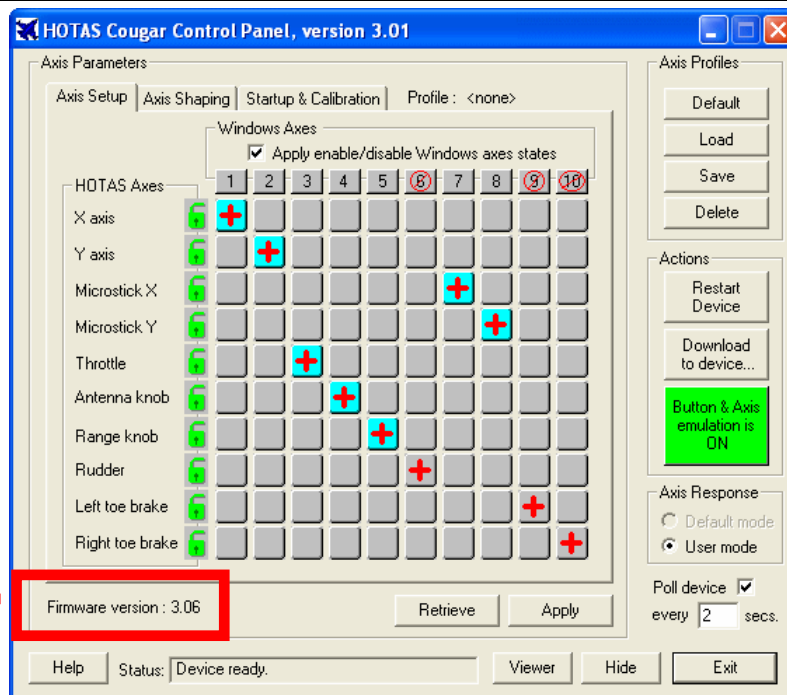 HOTAS Cougar Control Panel, version 3.01
Axis Parameters
Axis Setup Axis Shaping Startup & Calibration Profile : <none>
Windows Axes
Apply enable/disable Windows axes states
HOTAS Axes 1 2 3 4 5 6 7 8 9 10
X axis
Y axis
Microstick X
Microstick Y
Throttle
Antenna knob
Range knob
Rudder
Left toe brake
Right toe brake
Firmware version : 3.06
Retrieve Apply
Axis Profiles
Default
Load
Save
Delete
Actions
Restart
Device
Download
to device...
Button & Axis
emulation is
ON
Axis Response
Default mode
User mode
Poll device
every 2 secs.
Help Status: Device ready. Viewer Hide Exit